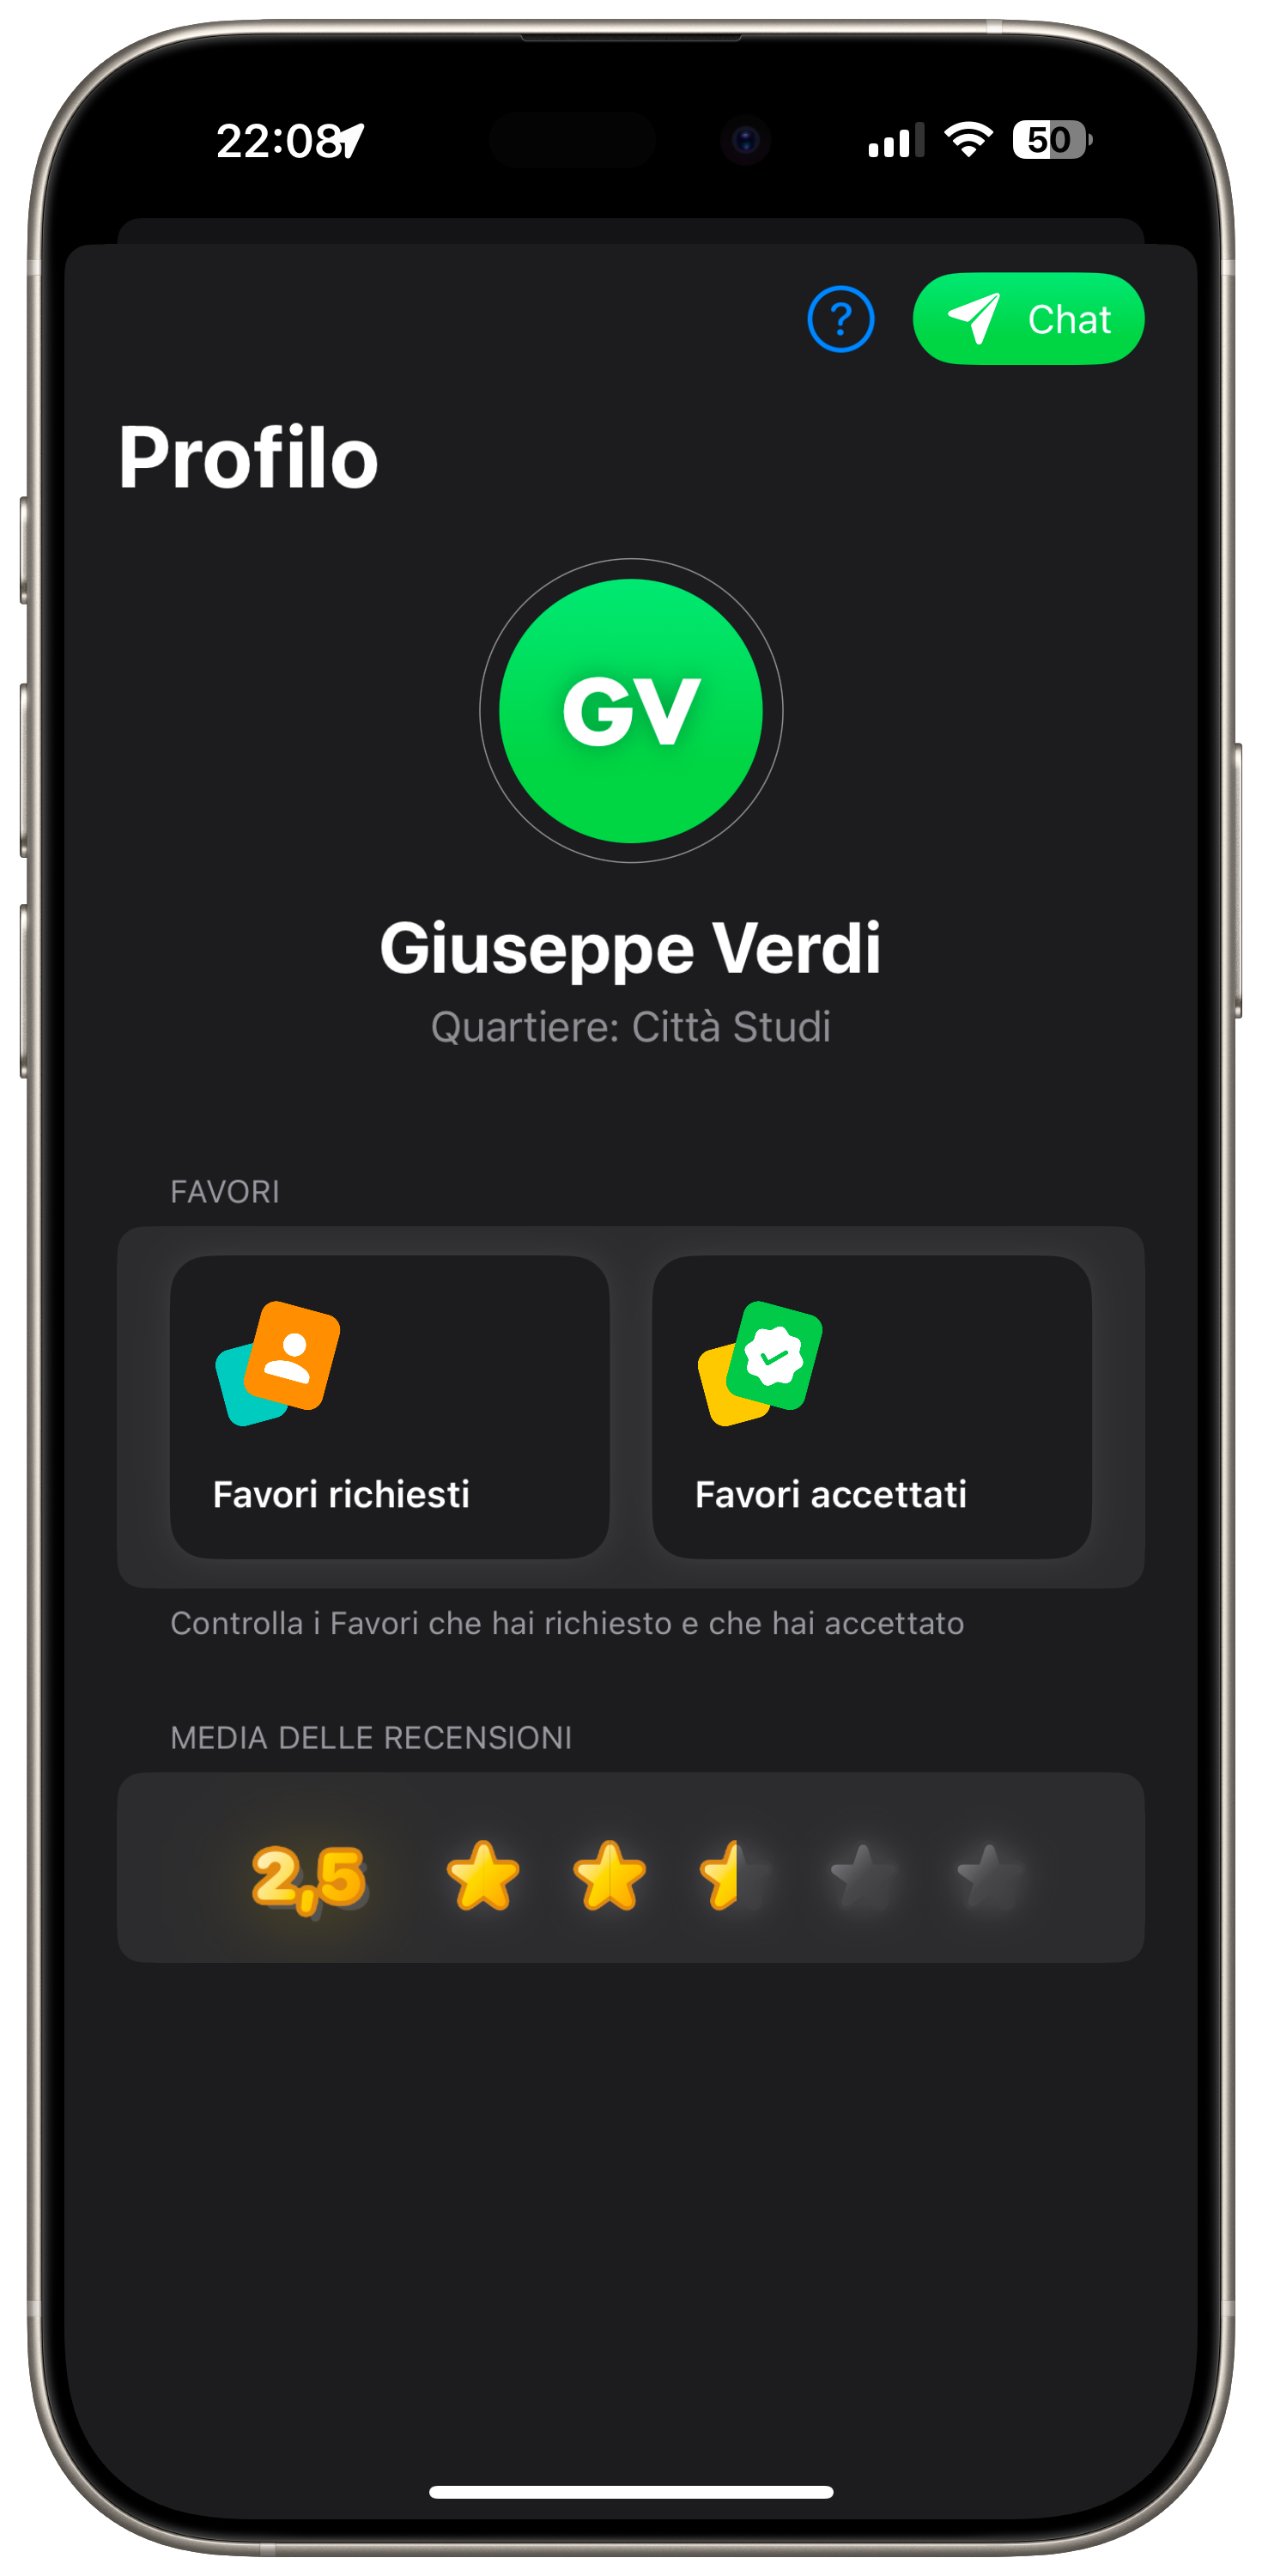 22:08
50
?
Chat
Profilo
GV
Giuseppe Verdi
Quartiere: Città Studi
FAVORI
Favori richiesti
Favori accettati
Controlla i Favori che hai richiesto e che hai accettato
MEDIA DELLE RECENSIONI
2,5